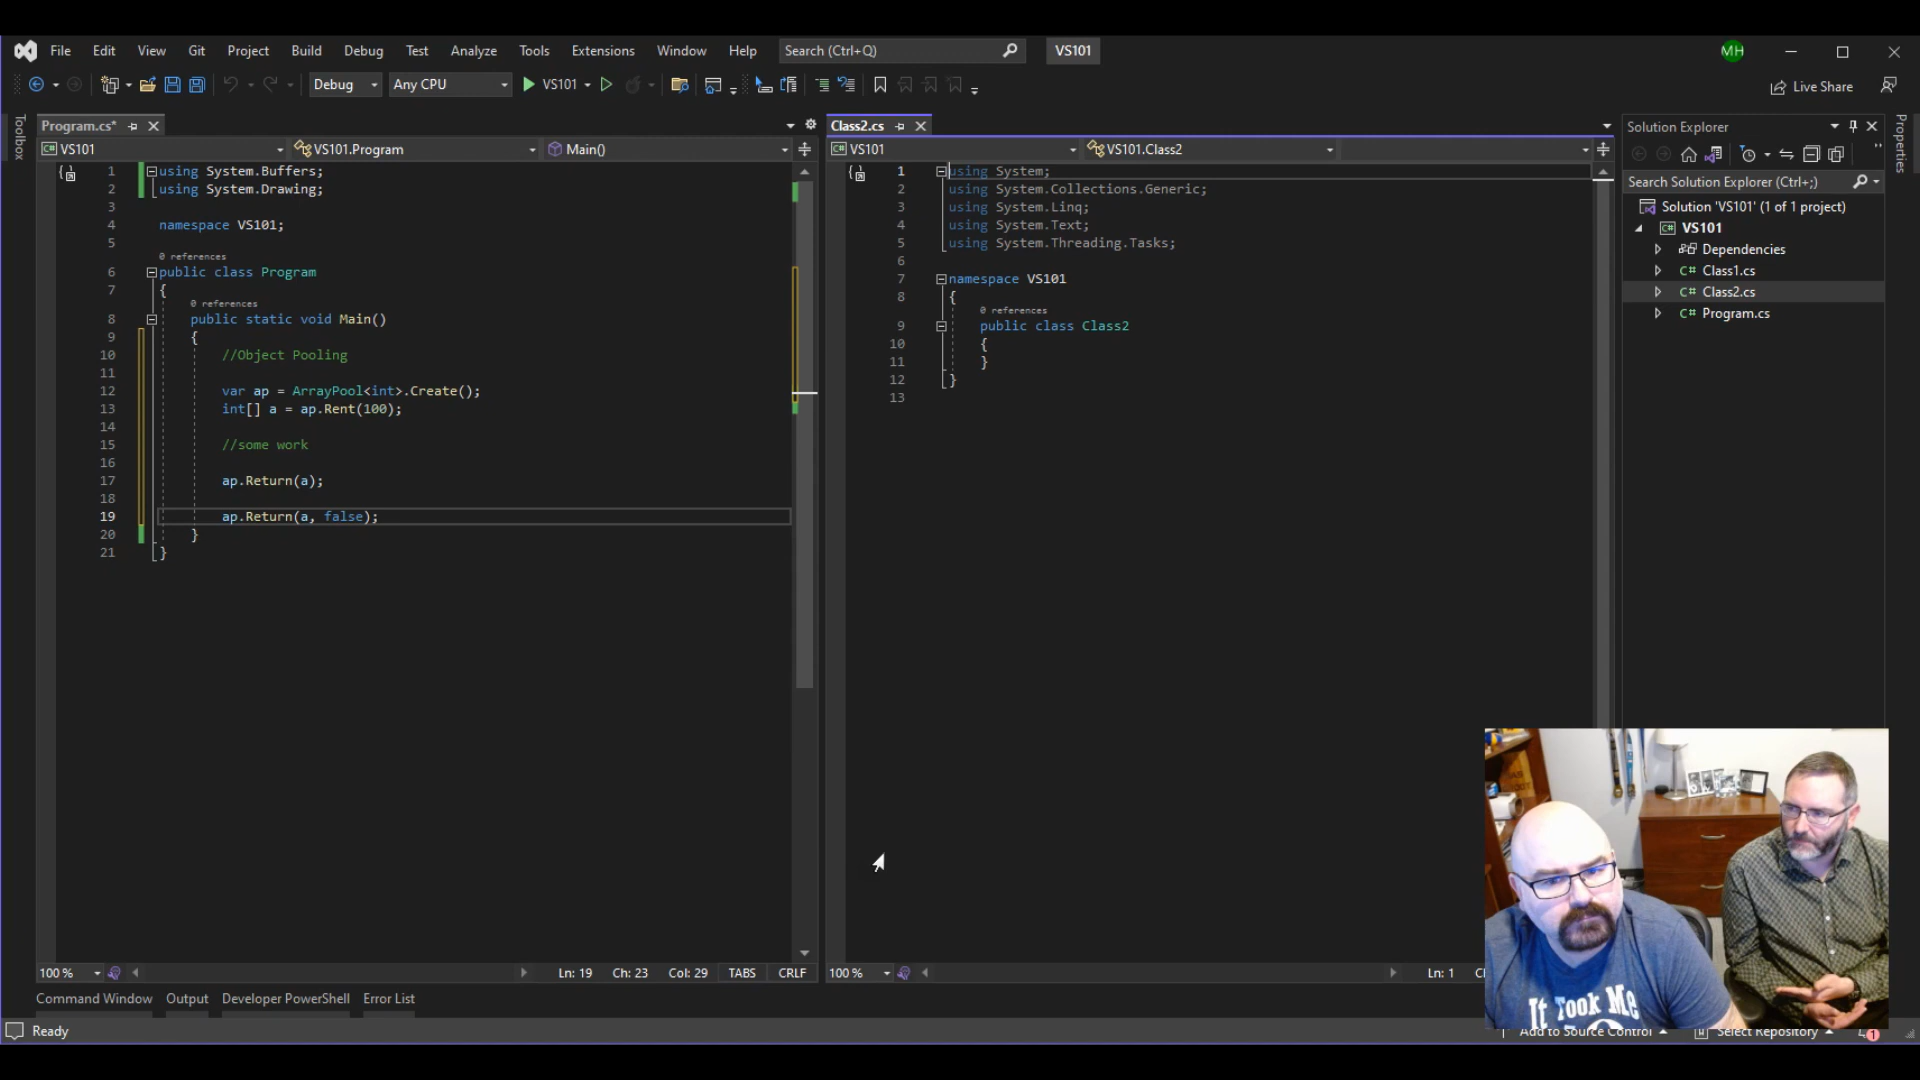 File Edit View Git Project Build Debug Test Analyze Tools Extensions Window Help Search (Ctrl+Q) VS101 MH
Debug Any CPU VS101 Live Share
Toolbox
Program.cs*
VS101 VS101.Program Main()
1 using System.Buffers;
2 using System.Drawing;
3
4 namespace VS101;
5
0 references
6 public class Program
7 {
0 references
8 public static void Main()
9 {
10 //Object Pooling
11
12 var ap = ArrayPool<int>.Create();
13 int[] a = ap.Rent(100);
14
15 //some work
16
17 ap.Return(a);
18
19 ap.Return(a, false);
20 }
21 }
100 % Ln: 19 Ch: 23 Col: 29 TABS CRLF
Class2.cs
VS101 VS101.Class2
1 using System;
2 using System.Collections.Generic;
3 using System.Linq;
4 using System.Text;
5 using System.Threading.Tasks;
6
7 namespace VS101
8 {
0 references
9 public class Class2
10 {
11 }
12 }
13
100 % Ln: 1
Solution Explorer
Search Solution Explorer (Ctrl+;)
Solution 'VS101' (1 of 1 project)
VS101
Dependencies
C# Class1.cs
C# Class2.cs
C# Program.cs
Properties
It Took Me
Command Window Output Developer PowerShell Error List
Ready Add to Source Control Select Repository 1